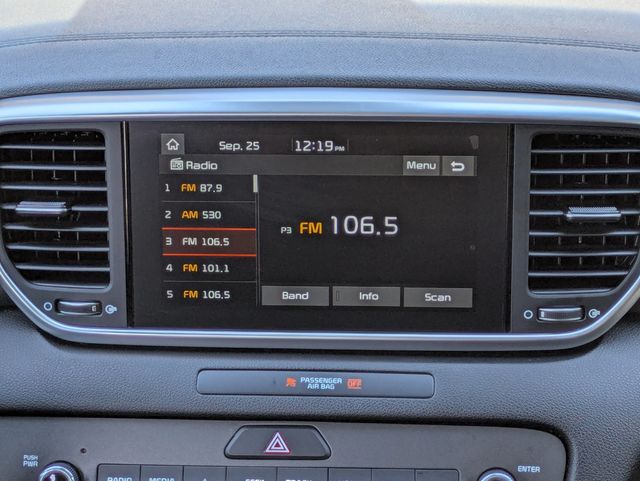 Sep. 25 12:19 PM
Radio Menu
1 FM 87.9
2 AM 530
P3 FM 106.5
3 FM 106.5
4 FM 101.1
5 FM 106.5
Band Info Scan
PASSENGER
AIR BAG OFF
PUSH
PWR
ENTER
RADIO MEDIA SEEK TRACK